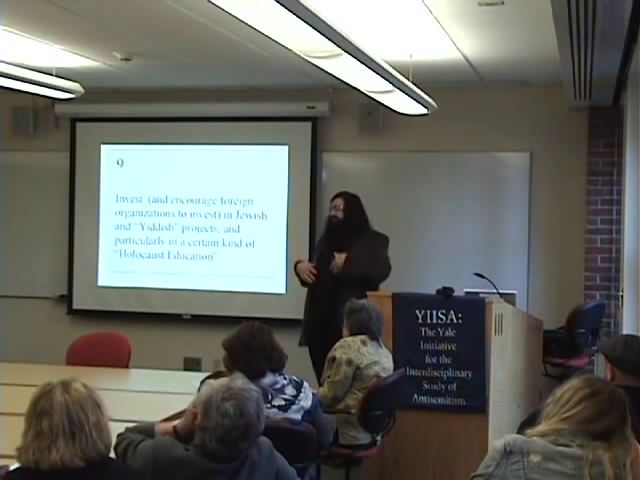 9
Invest (and encourage foreign
organizations to invest) in Jewish
and "Yiddish" projects, and
particularly in a certain kind of
"Holocaust Education"
YIISA:
The Yale
Initiative
for the
Interdisciplinary
Study of
Antisemitism